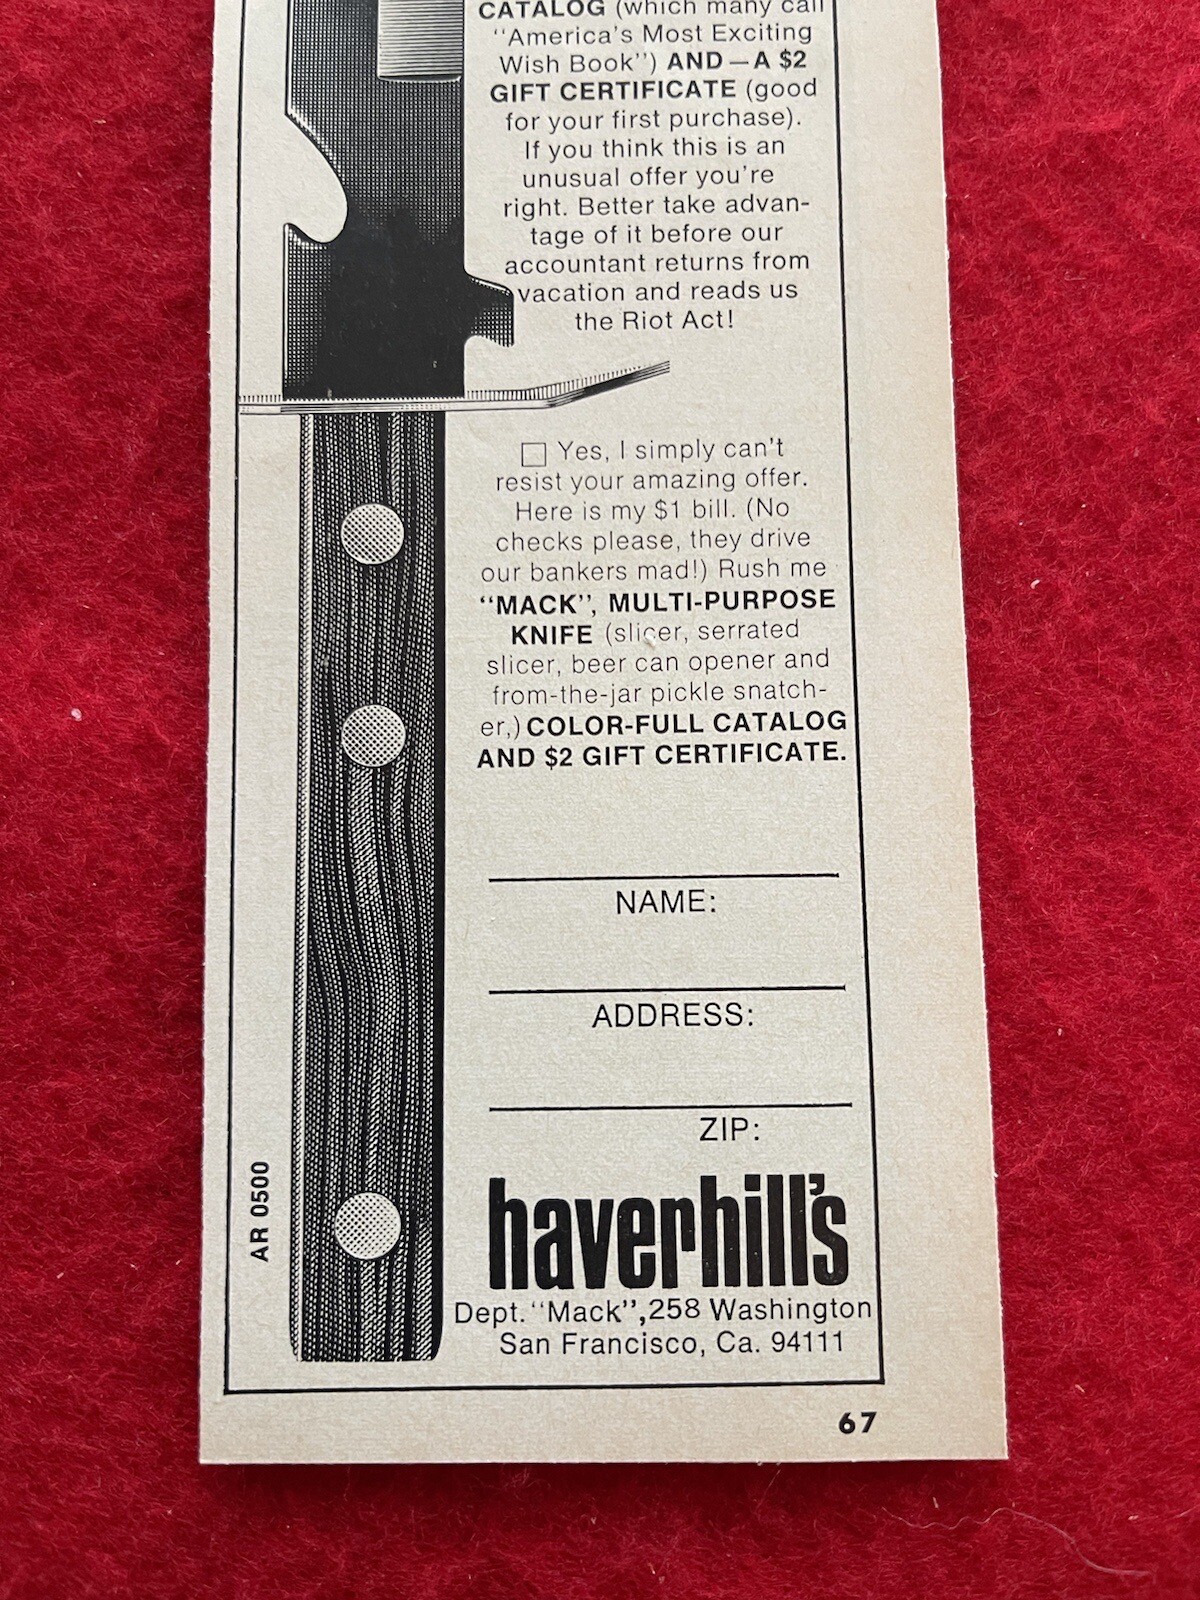 CATALOG (which many call
"America's Most Exciting
Wish Book") AND—A $2
GIFT CERTIFICATE (good
for your first purchase).
If you think this is an
unusual offer you're
right. Better take advan-
tage of it before our
accountant returns from
vacation and reads us
the Riot Act!
□ Yes, I simply can't
resist your amazing offer.
Here is my $1 bill. (No
checks please, they drive
our bankers mad!) Rush me
"MACK", MULTI-PURPOSE
KNIFE (slicer, serrated
slicer, beer can opener and
from-the-jar pickle snatch-
er,) COLOR-FULL CATALOG
AND $2 GIFT CERTIFICATE.
NAME:
ADDRESS:
ZIP:
AR 0500
haverhill's
Dept. "Mack", 258 Washington
San Francisco, Ca. 94111
67